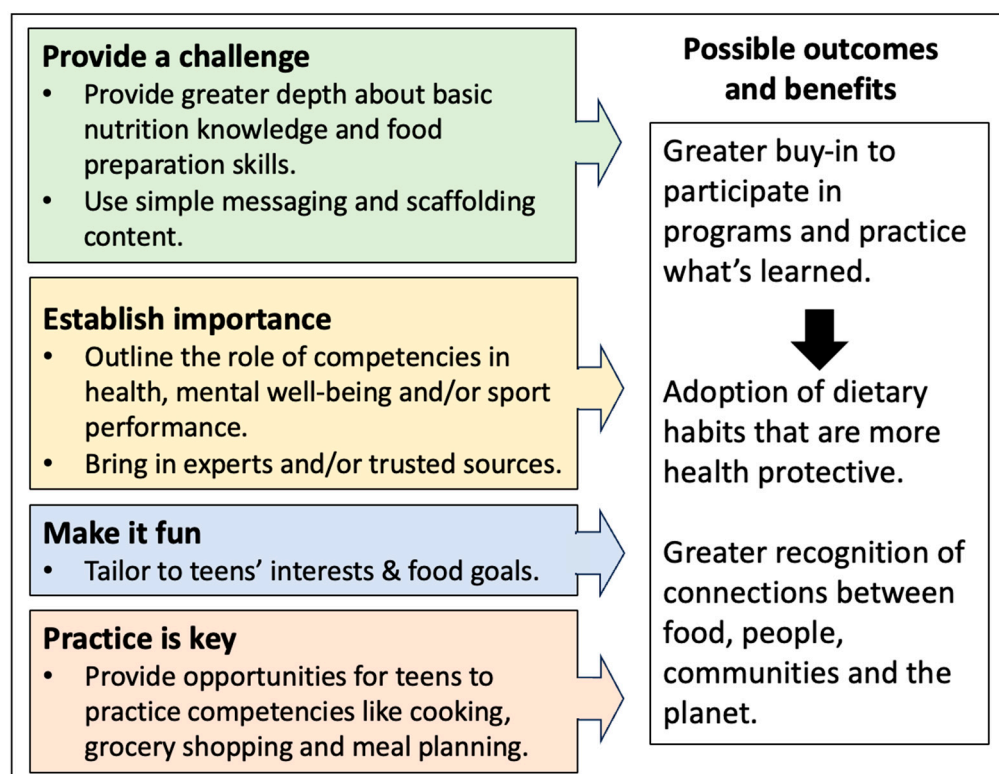 Provide a challenge
• Provide greater depth about basic
nutrition knowledge and food
preparation skills.
• Use simple messaging and scaffolding
content.
Establish importance
• Outline the role of competencies in
health, mental well-being and/or sport
performance.
• Bring in experts and/or trusted sources.
Make it fun
• Tailor to teens’ interests & food goals.
Practice is key
• Provide opportunities for teens to
practice competencies like cooking,
grocery shopping and meal planning.
Possible outcomes
and benefits
Greater buy-in to
participate in
programs and practice
what’s learned.
Adoption of dietary
habits that are more
health protective.
Greater recognition of
connections between
food, people,
communities and the
planet.